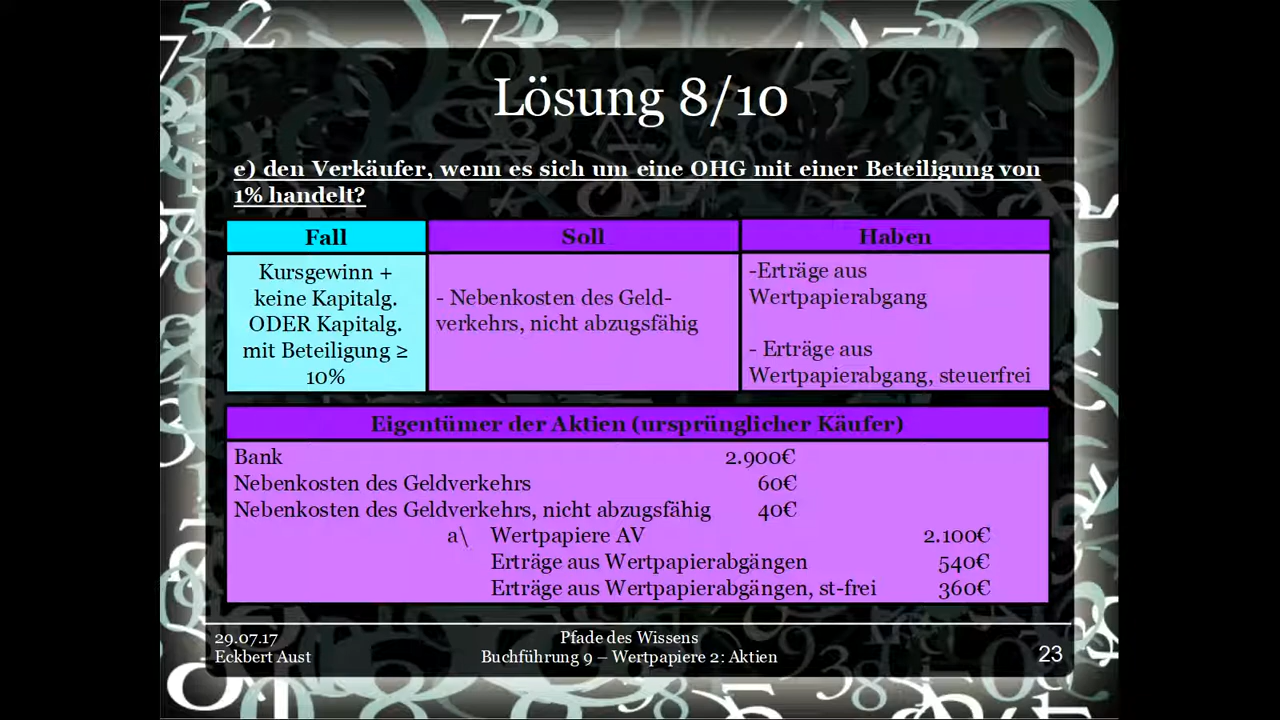 Lösung 8/10
e) den Verkäufer, wenn es sich um eine OHG mit einer Beteiligung von
1% handelt?
Fall
Soll
Haben
Kursgewinn +
keine Kapitalg.
ODER Kapitalg.
mit Beteiligung ≥
10%
- Nebenkosten des Geld-
verkehrs, nicht abzugsfähig
-Erträge aus
Wertpapierabgang
- Erträge aus
Wertpapierabgang, steuerfrei
Eigentümer der Aktien (ursprünglicher Käufer)
Bank 2.900€
Nebenkosten des Geldverkehrs 60€
Nebenkosten des Geldverkehrs, nicht abzugsfähig 40€
a\ Wertpapiere AV 2.100€
Erträge aus Wertpapierabgängen 540€
Erträge aus Wertpapierabgängen, st-frei 360€
29.07.17 Pfade des Wissens
Eckbert Aust Buchführung 9 – Wertpapiere 2: Aktien 23